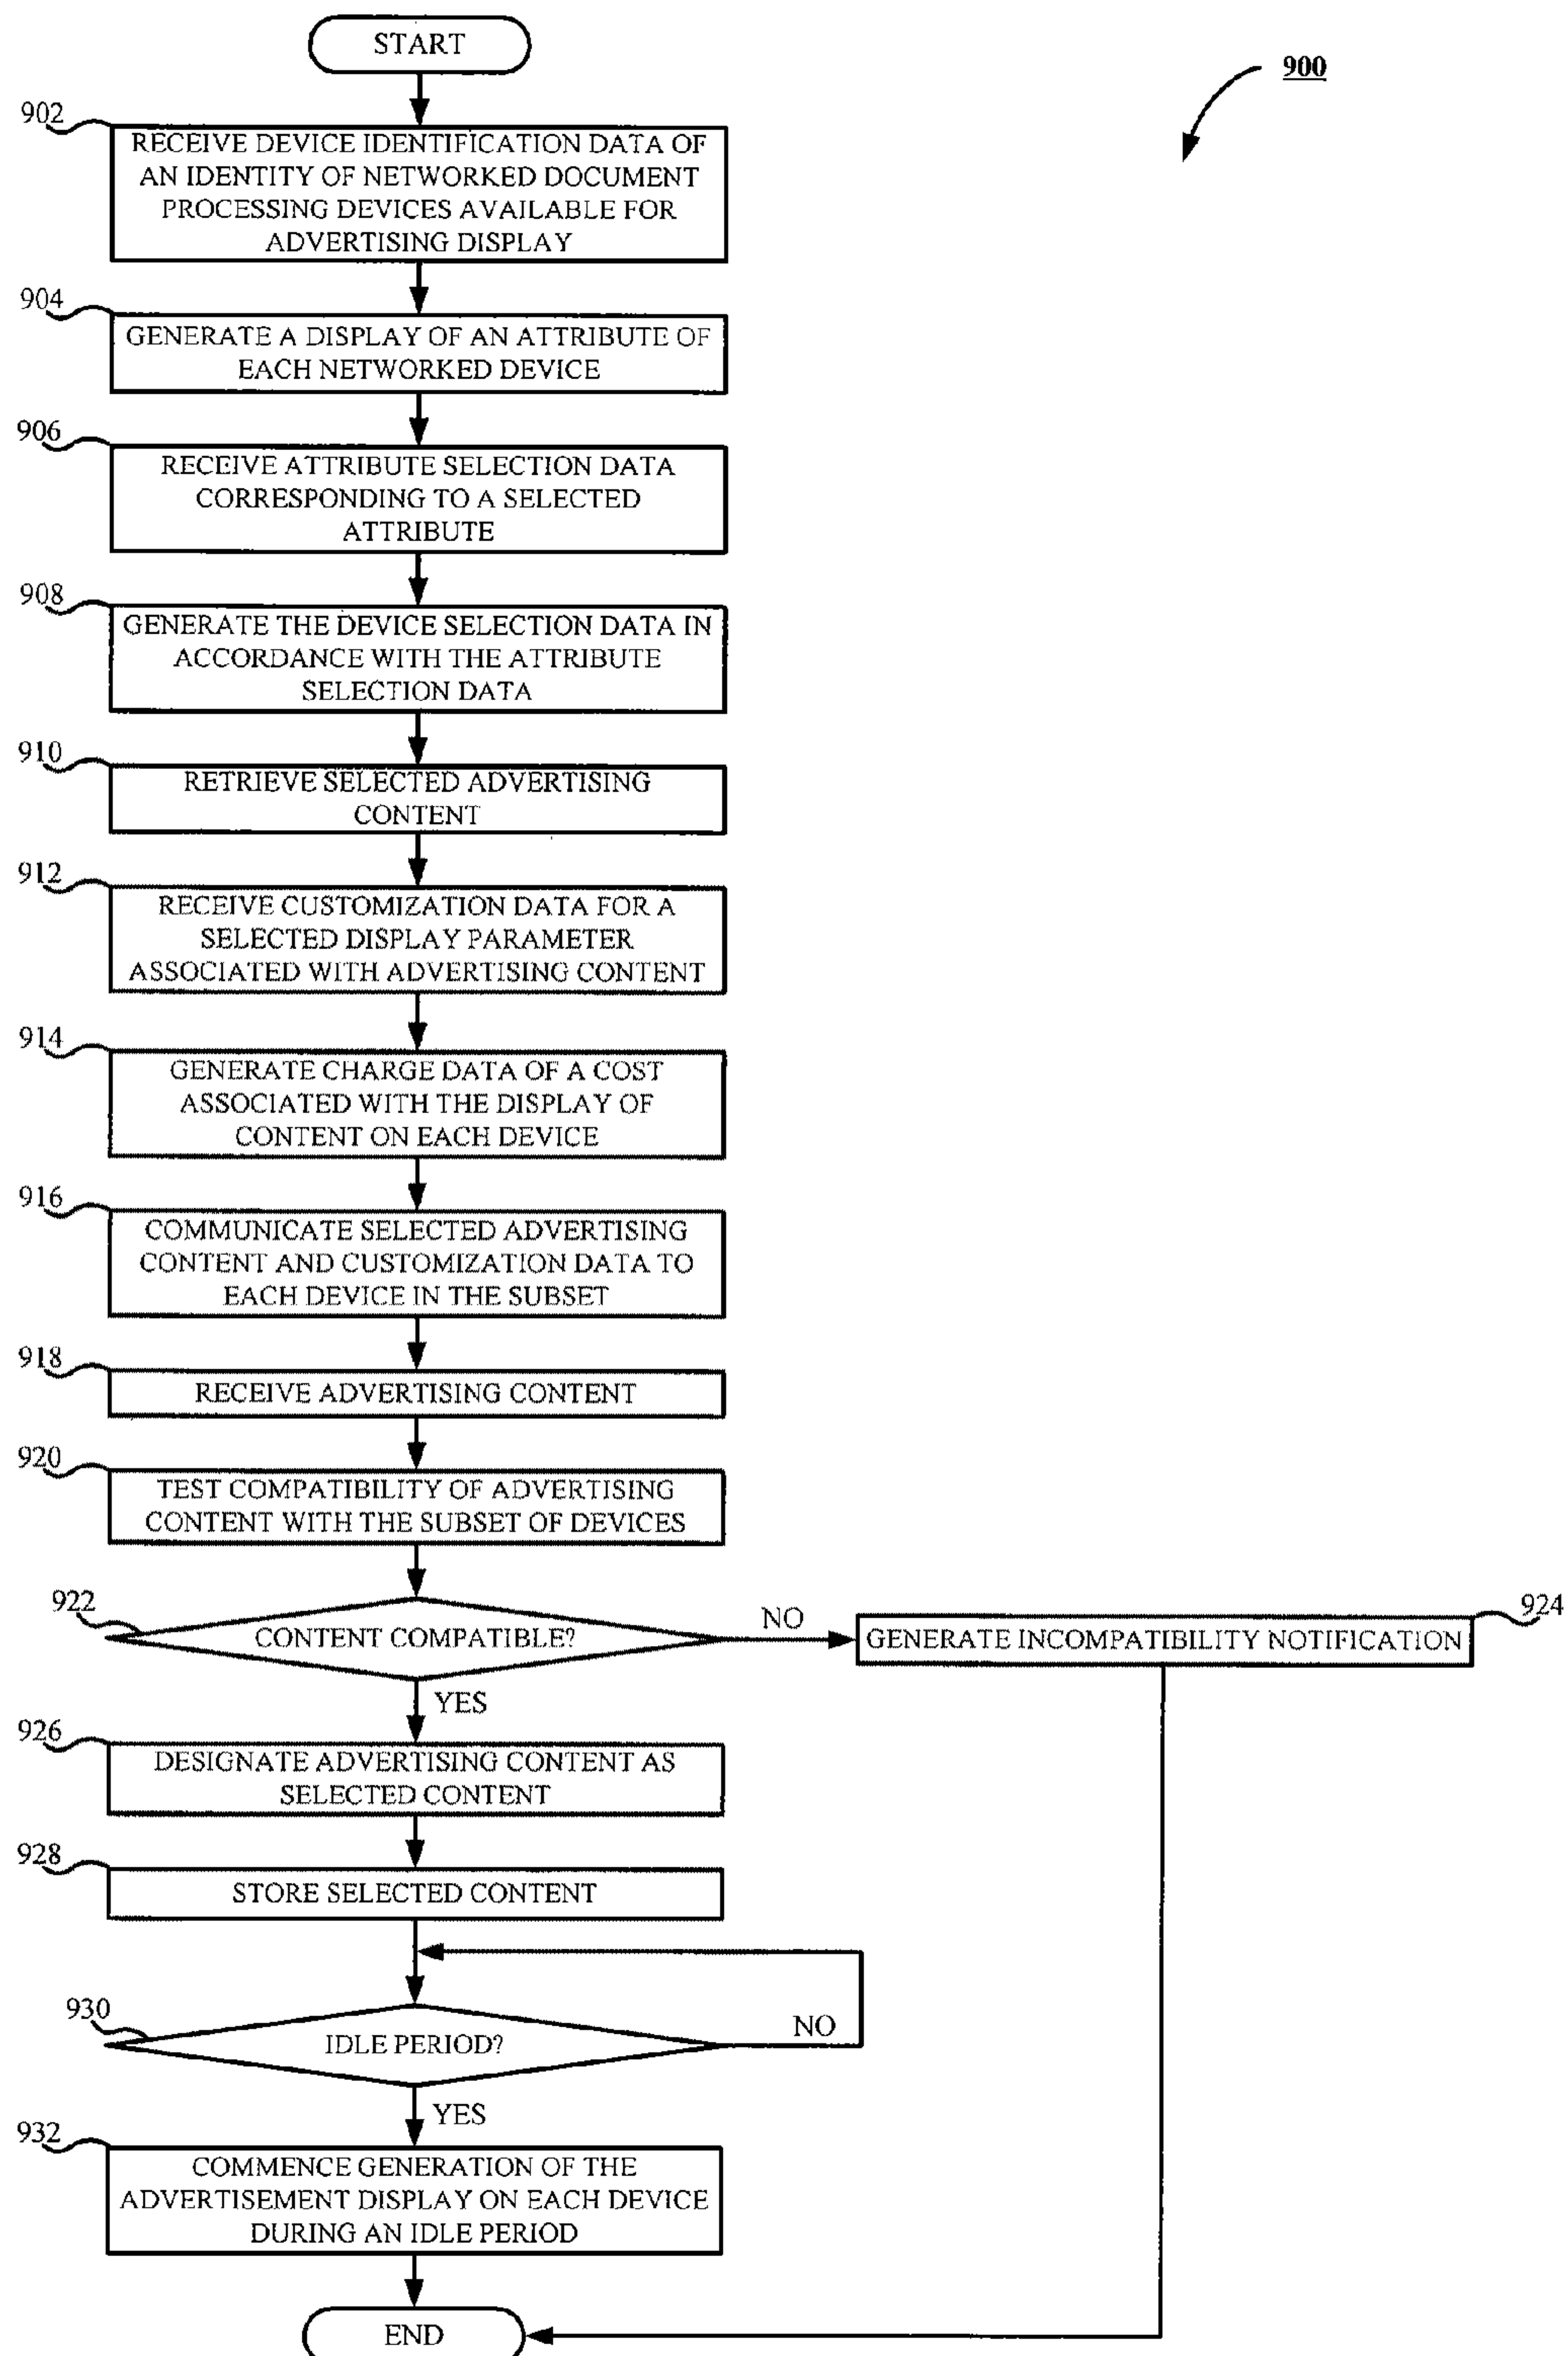 START
900
902
RECEIVE DEVICE IDENTIFICATION DATA OF
AN IDENTITY OF NETWORKED DOCUMENT
PROCESSING DEVICES AVAILABLE FOR
ADVERTISING DISPLAY
904
GENERATE A DISPLAY OF AN ATTRIBUTE OF
EACH NETWORKED DEVICE
906
RECEIVE ATTRIBUTE SELECTION DATA
CORRESPONDING TO A SELECTED
ATTRIBUTE
908
GENERATE THE DEVICE SELECTION DATA IN
ACCORDANCE WITH THE ATTRIBUTE
SELECTION DATA
910
RETRIEVE SELECTED ADVERTISING
CONTENT
912
RECEIVE CUSTOMIZATION DATA FOR A
SELECTED DISPLAY PARAMETER
ASSOCIATED WITH ADVERTISING CONTENT
914
GENERATE CHARGE DATA OF A COST
ASSOCIATED WITH THE DISPLAY OF
CONTENT ON EACH DEVICE
916
COMMUNICATE SELECTED ADVERTISING
CONTENT AND CUSTOMIZATION DATA TO
EACH DEVICE IN THE SUBSET
918
RECEIVE ADVERTISING CONTENT
920
TEST COMPATIBILITY OF ADVERTISING
CONTENT WITH THE SUBSET OF DEVICES
922
CONTENT COMPATIBLE?
NO
924
GENERATE INCOMPATIBILITY NOTIFICATION
YES
926
DESIGNATE ADVERTISING CONTENT AS
SELECTED CONTENT
928
STORE SELECTED CONTENT
930
IDLE PERIOD?
NO
YES
932
COMMENCE GENERATION OF THE
ADVERTISEMENT DISPLAY ON EACH DEVICE
DURING AN IDLE PERIOD
END